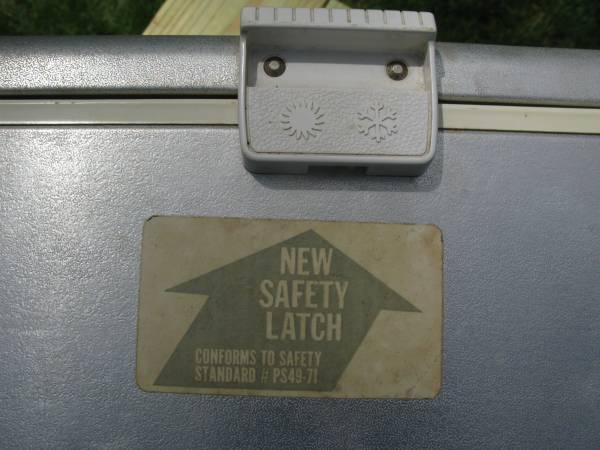 NEW
SAFETY
LATCH
CONFORMS TO SAFETY
STANDARD # PS49-71